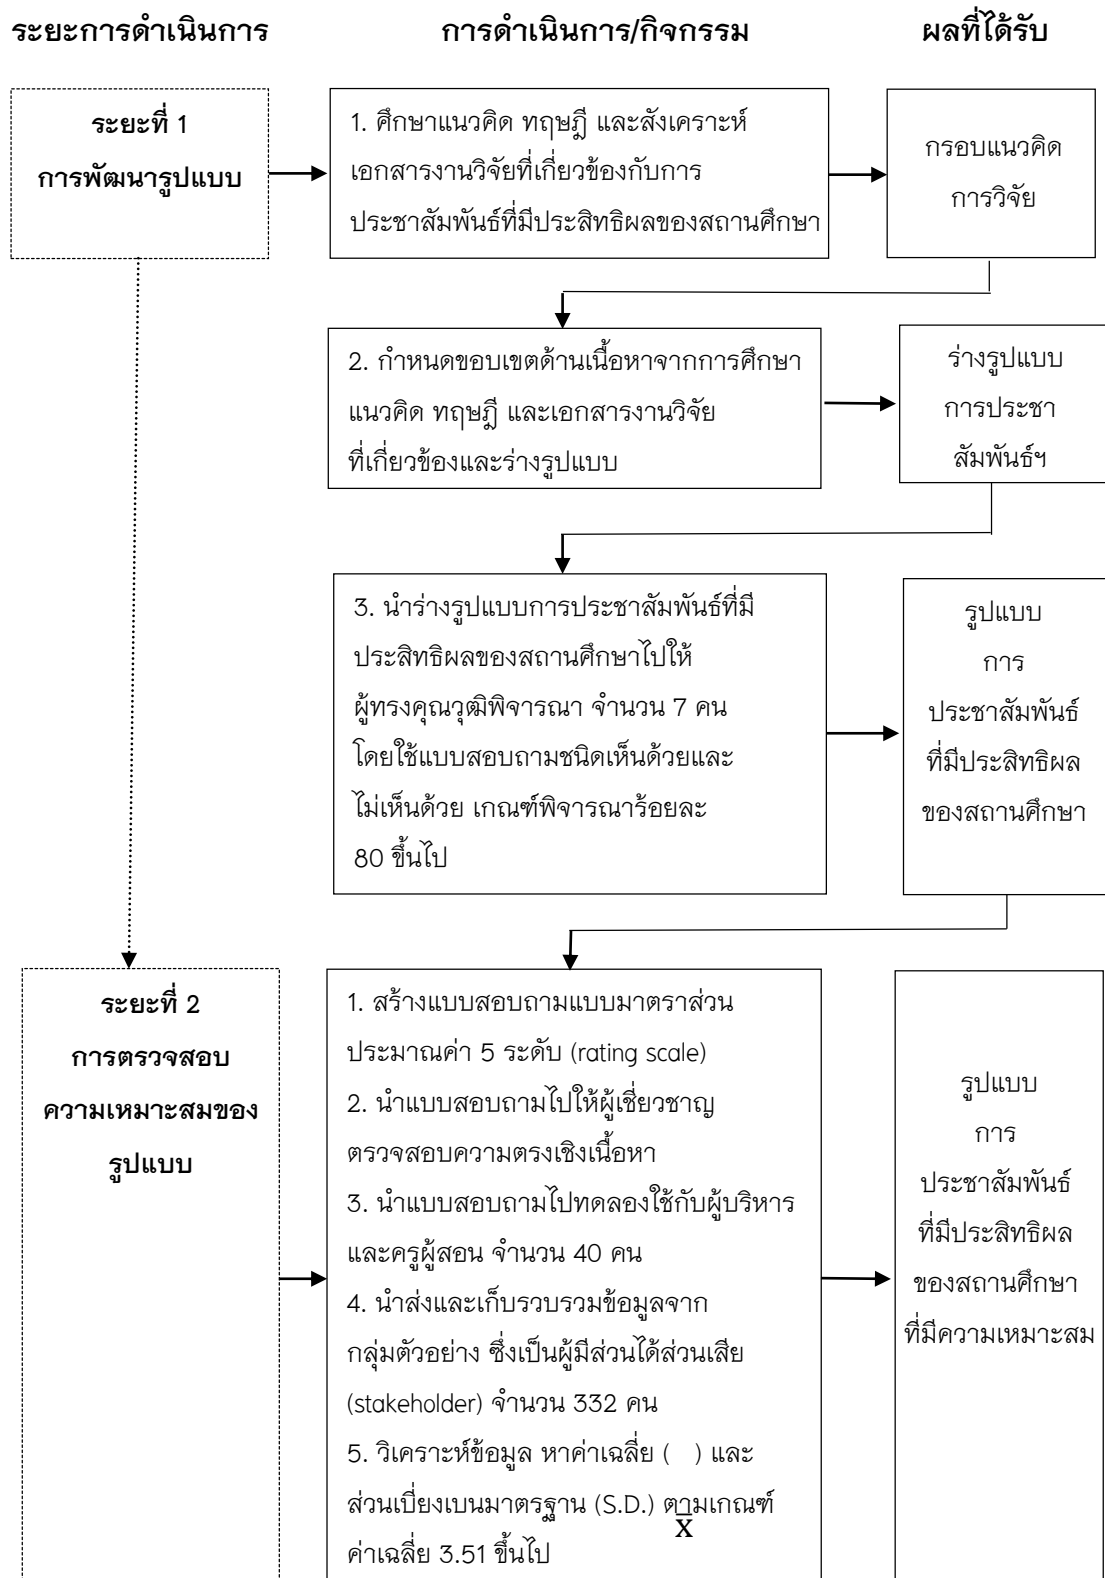 ระยะการดำเนินการ
การดำเนินการ/กิจกรรม
ผลที่ได้รับ
ระยะที่ 1
การพัฒนารูปแบบ
1. ศึกษาแนวคิด ทฤษฎี และสังเคราะห์
เอกสารงานวิจัยที่เกี่ยวข้องกับการ
ประชาสัมพันธ์ที่มีประสิทธิผลของสถานศึกษา
กรอบแนวคิด
การวิจัย
2. กำหนดขอบเขตด้านเนื้อหาจากการศึกษา
แนวคิด ทฤษฎี และเอกสารงานวิจัย
ที่เกี่ยวข้องและร่างรูปแบบ
ร่างรูปแบบ
การประชา
สัมพันธ์ฯ
3. นำร่างรูปแบบการประชาสัมพันธ์ที่มี
ประสิทธิผลของสถานศึกษาไปให้
ผู้ทรงคุณวุฒิพิจารณา จำนวน 7 คน
โดยใช้แบบสอบถามชนิดเห็นด้วยและ
ไม่เห็นด้วย เกณฑ์พิจารณาร้อยละ
80 ขึ้นไป
รูปแบบ
การ
ประชาสัมพันธ์
ที่มีประสิทธิผล
ของสถานศึกษา
ระยะที่ 2
การตรวจสอบ
ความเหมาะสมของ
รูปแบบ
1. สร้างแบบสอบถามแบบมาตราส่วน
ประมาณค่า 5 ระดับ (rating scale)
2. นำแบบสอบถามไปให้ผู้เชี่ยวชาญ
ตรวจสอบความตรงเชิงเนื้อหา
3. นำแบบสอบถามไปทดลองใช้กับผู้บริหาร
และครูผู้สอน จำนวน 40 คน
4. นำส่งและเก็บรวบรวมข้อมูลจาก
กลุ่มตัวอย่าง ซึ่งเป็นผู้มีส่วนได้ส่วนเสีย
(stakeholder) จำนวน 332 คน
5. วิเคราะห์ข้อมูล หาค่าเฉลี่ย ( ) และ
ส่วนเบี่ยงเบนมาตรฐาน (S.D.) ตามเกณฑ์
x̄
ค่าเฉลี่ย 3.51 ขึ้นไป
รูปแบบ
การ
ประชาสัมพันธ์
ที่มีประสิทธิผล
ของสถานศึกษา
ที่มีความเหมาะสม